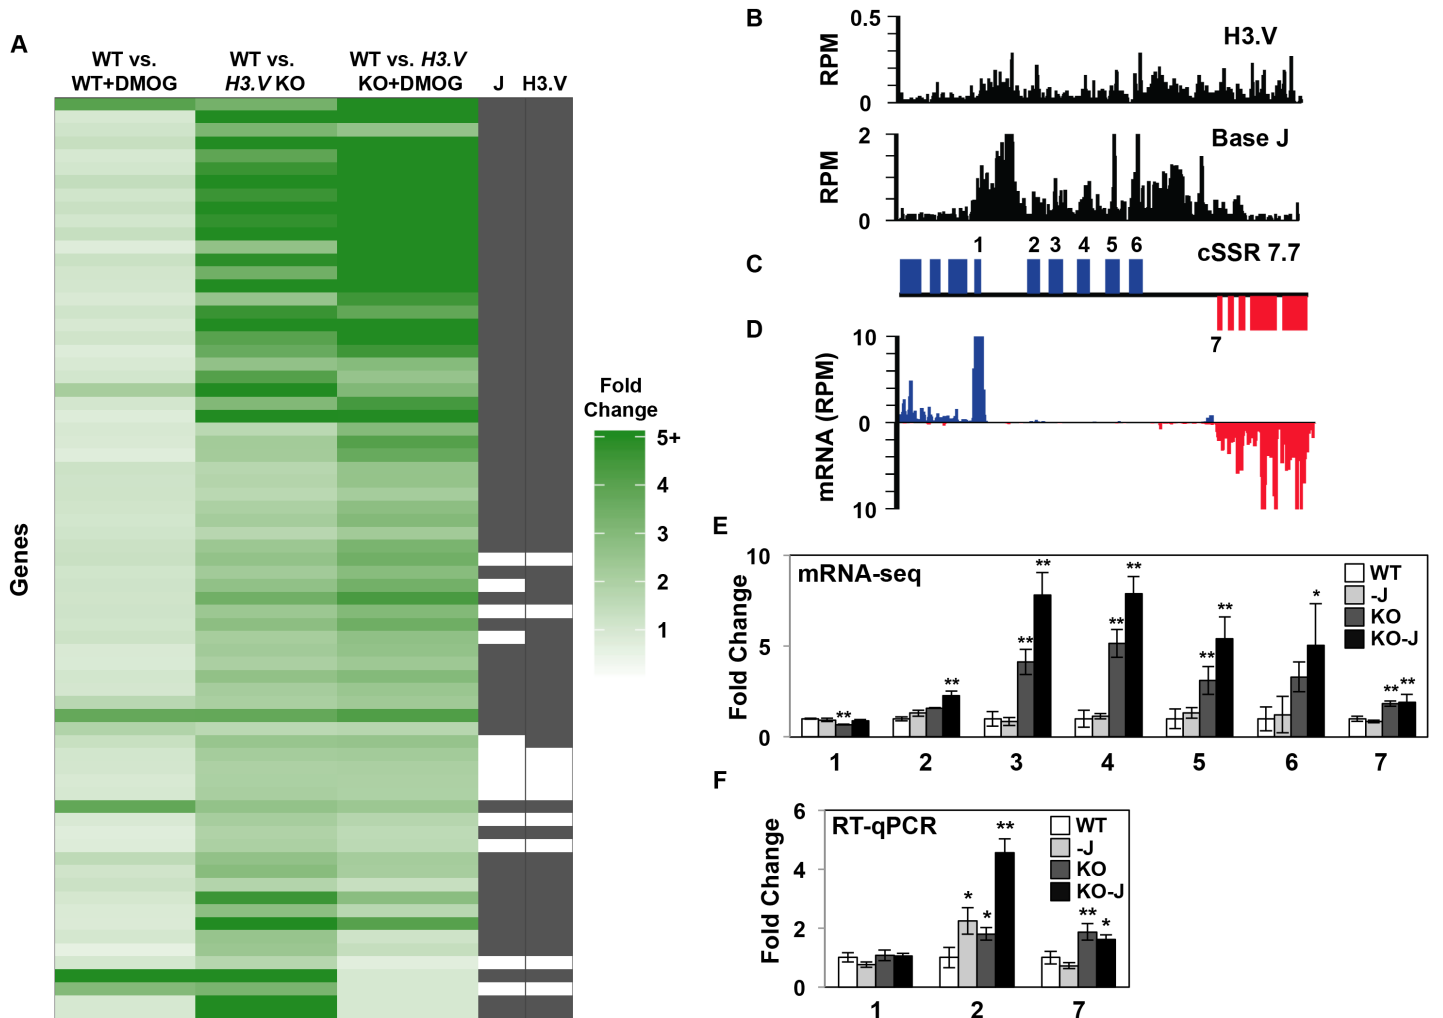 A
WT vs.
WT+DMOG
WT vs.
H3.V KO
WT vs. H3.V
KO+DMOG
J
H3.V
Genes
Fold
Change
5+
4
3
2
1
B
0.5
0
RPM
H3.V
2
0
RPM
Base J
C
1
2
3
4
5
6
cSSR 7.7
7
D
10
0
10
mRNA (RPM)
E
mRNA-seq
10
5
0
Fold Change
**
**
**
**
**
**
**
**
*
**
**
WT
-J
KO
KO-J
1
2
3
4
5
6
7
F
RT-qPCR
6
4
2
0
Fold Change
*
*
**
**
*
WT
-J
KO
KO-J
1
2
7